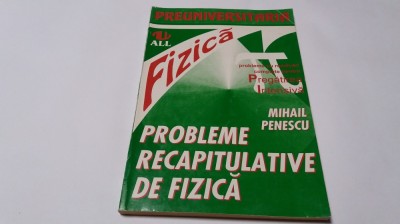 PREUNIVERSITARIA
ALL
Fizică
Pregătire
Intensivă
MIHAIL
PENESCU
PROBLEME
RECAPITULATIVE
DE FIZICĂ